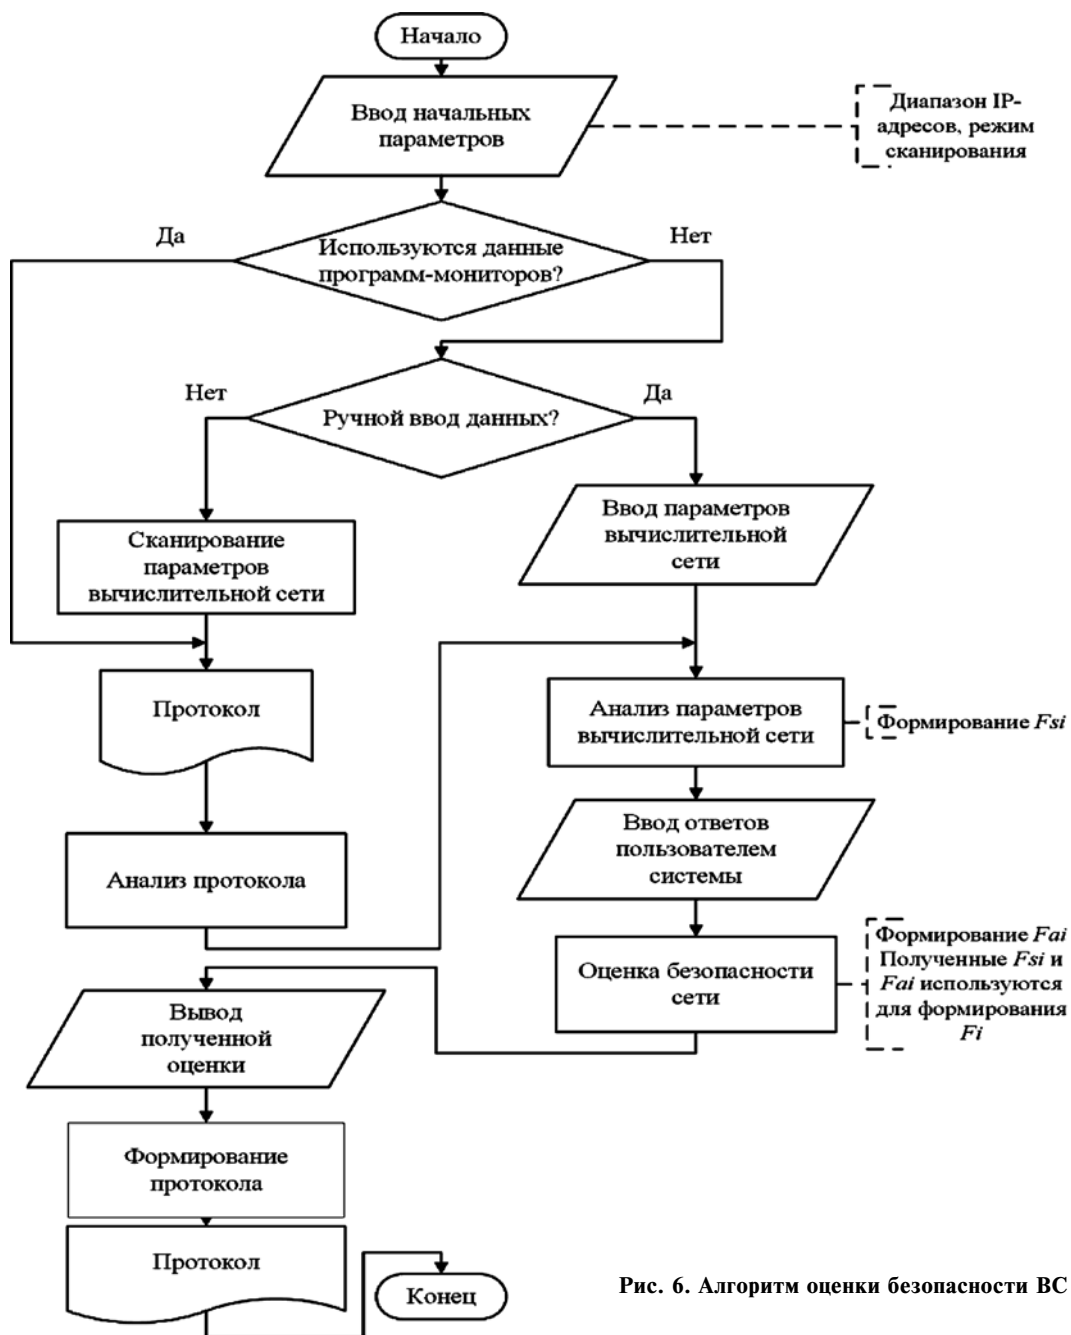 Начало
Ввод начальных
параметров
Диапазон IP-
адресов, режим
сканирования
Да
Используются данные
программ-мониторов?
Нет
Нет
Ручной ввод данных?
Да
Ввод параметров
вычислительной
сети
Сканирование
параметров
вычислительной сети
Протокол
Анализ параметров
вычислительной сети
Формирование Fsi
Ввод ответов
пользователем
системы
Анализ протокола
Оценка безопасности
сети
Формирование Fai
Полученные Fsi и
Fai используются
для формирования
Fi
Вывод
полученной
оценки
Формирование
протокола
Протокол
Конец
Рис. 6. Алгоритм оценки безопасности ВС